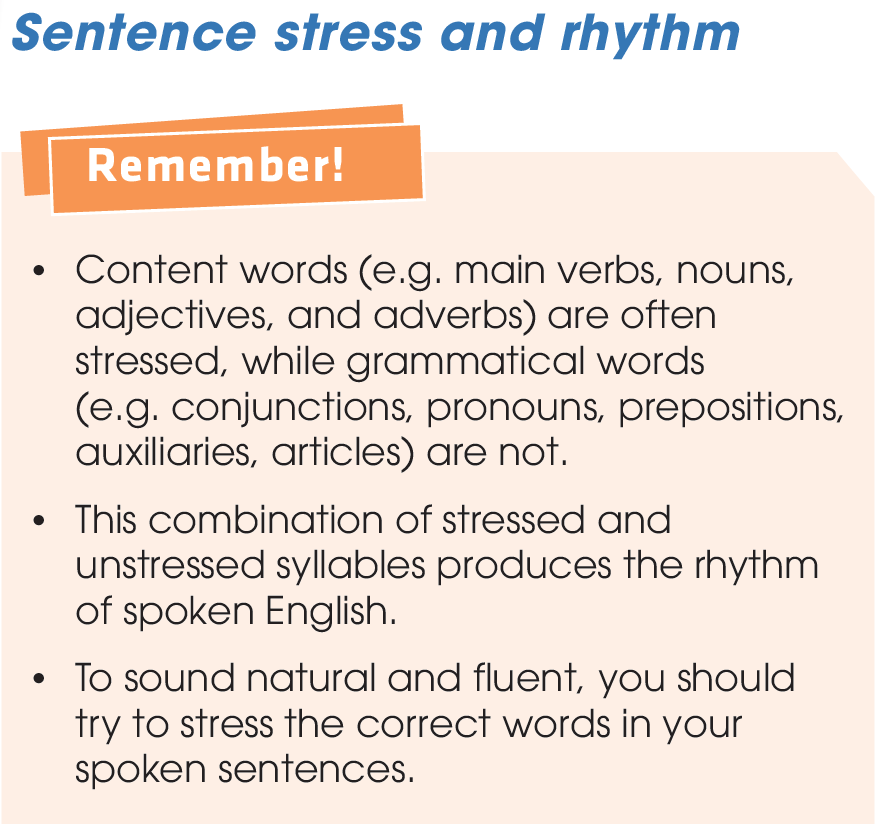 Sentence stress and rhythm
Remember!
• Content words (e.g. main verbs, nouns,
adjectives, and adverbs) are often
stressed, while grammatical words
(e.g. conjunctions, pronouns, prepositions,
auxiliaries, articles) are not.
• This combination of stressed and
unstressed syllables produces the rhythm
of spoken English.
• To sound natural and fluent, you should
try to stress the correct words in your
spoken sentences.